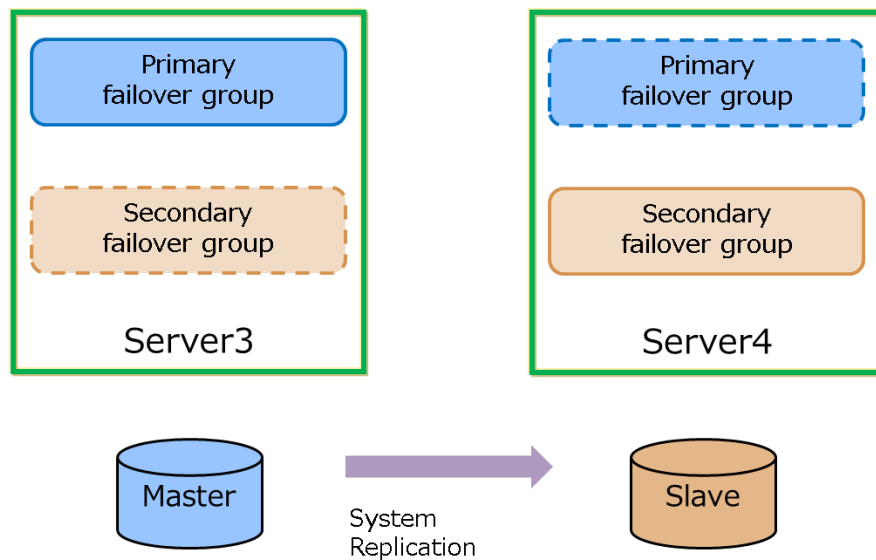 Primary
failover group
Secondary
failover group
Server3
Primary
failover group
Secondary
failover group
Server4
Master
System
Replication
Slave